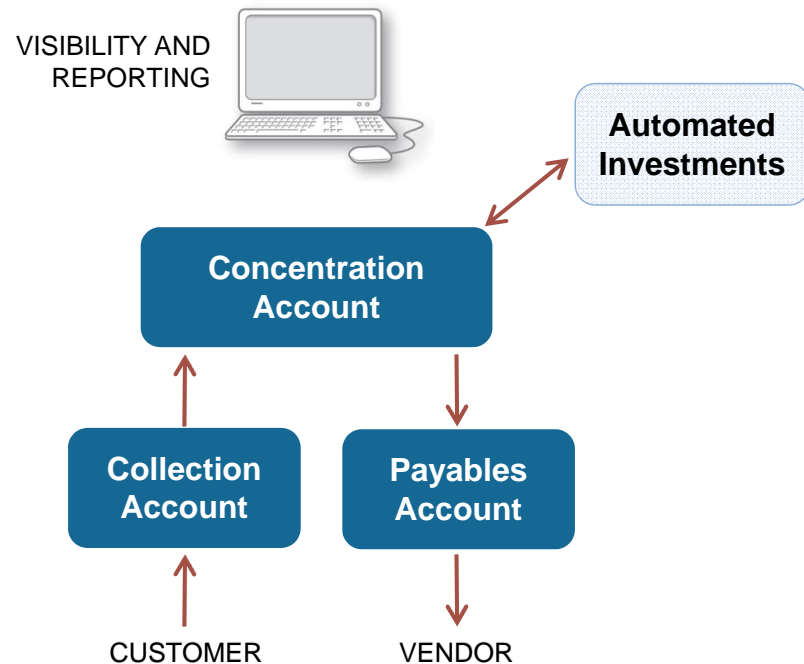 VISIBILITY AND
REPORTING
Automated
Investments
Concentration
Account
Collection
Account
Payables
Account
CUSTOMER
VENDOR